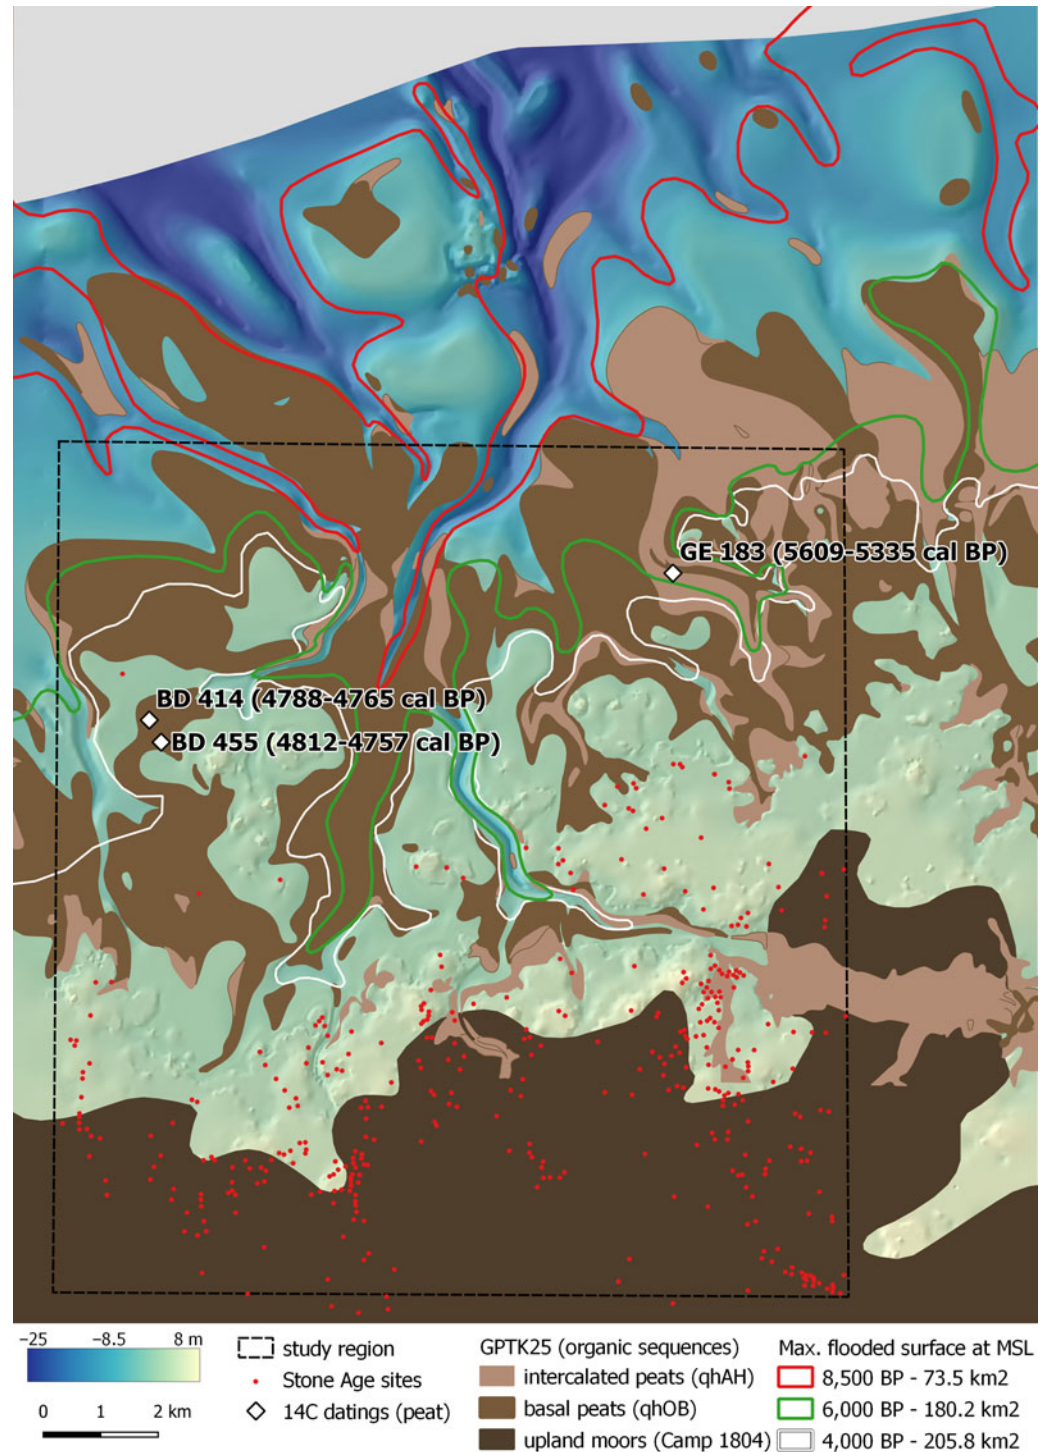 GE 183 (5609-5335 cal BP)
BD 414 (4788-4765 cal BP)
BD 455 (4812-4757 cal BP)
−25 −8.5 8 m
0 1 2 km
study region
Stone Age sites
14C datings (peat)
GPTK25 (organic sequences)
intercalated peats (qhAH)
basal peats (qhOB)
upland moors (Camp 1804)
Max. flooded surface at MSL
8,500 BP - 73.5 km2
6,000 BP - 180.2 km2
4,000 BP - 205.8 km2